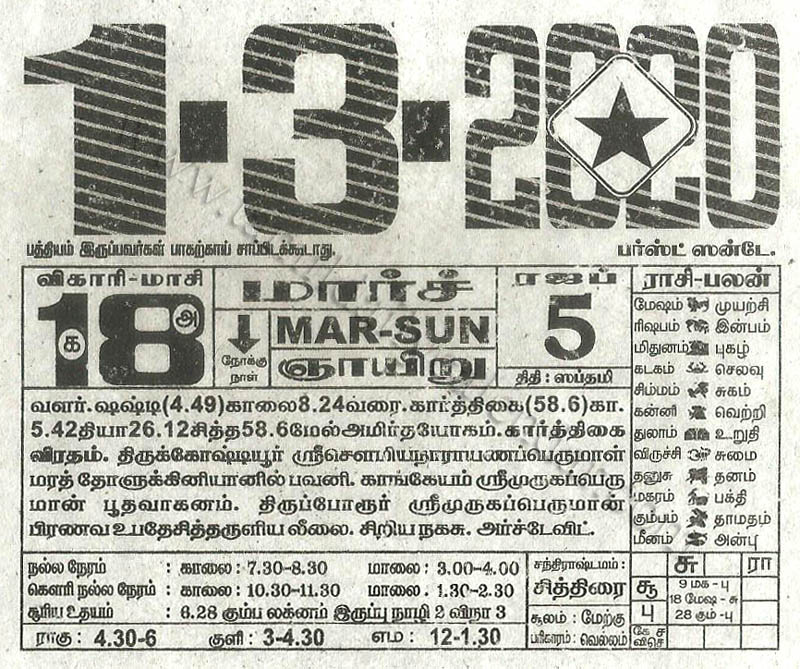 1.3.2020
பத்தியம் இருப்பவர்கள் பாகற்காய் சாப்பிடக்கூடாது.
பர்ஸ்ட் ஸன்டே.
விகாரி-மாசி
18
க
அ
மார்ச்
நோக்கு
நாள்
MAR-SUN
ஞாயிறு
ரஜப்
5
திதி : ஸப்தமி
ராசி-பலன்
மேஷம் முயற்சி
ரிஷபம் இன்பம்
மிதுனம் புகழ்
கடகம் செலவு
சிம்மம் சுகம்
கன்னி வெற்றி
துலாம் உறுதி
விருச்சி சுமை
தனுசு தனம்
மகரம் பக்தி
கும்பம் தாமதம்
மீனம் அன்பு
வளர். ஷஷ்டி(4.49)காலை8.24வரை. கார்த்திகை(58.6)கா.
5.42தியா26.12சித்த58.6மேல்அமிர்தயோகம். கார்த்திகை
விரதம். திருக்கோஷ்டியூர் ஸ்ரீசௌமியநாராயணப்பெருமாள்
மரத் தோளுக்கினியானில் பவனி. காங்கேயம் ஸ்ரீமுருகப்பெரு
மான் பூதவாகனம். திருப்போரூர் ஸ்ரீமுருகப்பெருமான்
பிரணவ உபதேசித்தருளிய லீலை. சிறிய நகசு. அர்ச்டேவிட்.
நல்ல நேரம் : காலை : 7.30-8.30 மாலை : 3.00-4.00
கௌரி நல்ல நேரம் : காலை : 10.30-11.30 மாலை : 1.30-2.30
சூரிய உதயம் : 6.28 கும்ப லக்னம் இருப்பு நாழி 2 விநா 3
ராகு : 4.30-6 குளி : 3-4.30 எம : 12-1.30
சந்திராஷ்டமம் :
சித்திரை
சூலம் : மேற்கு
பரிகாரம் : வெல்லம்
சு ரா
சூ
பு
9 மக - பு
18 மேஷ - சு
28 கும் - பு
கே ச
விசெ